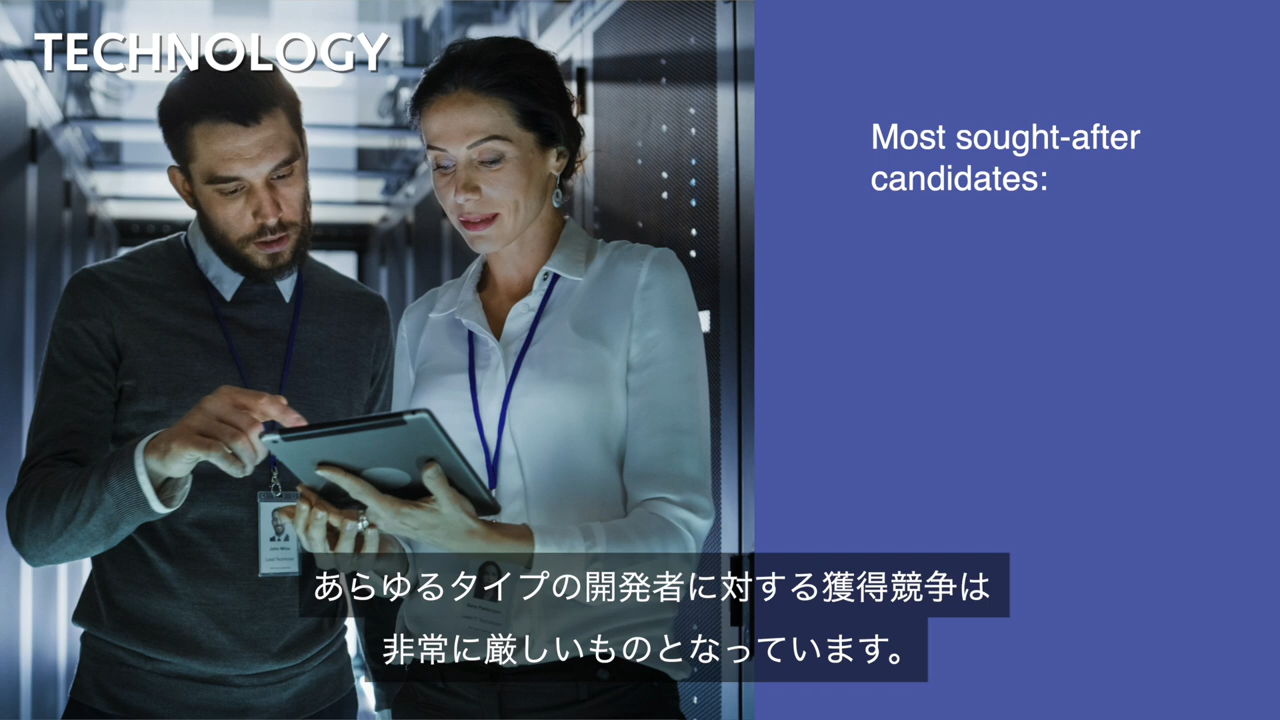 TECHNOLOGY
Most sought-after
candidates:
あらゆるタイプの開発者に対する獲得競争は
非常に厳しいものとなっています。